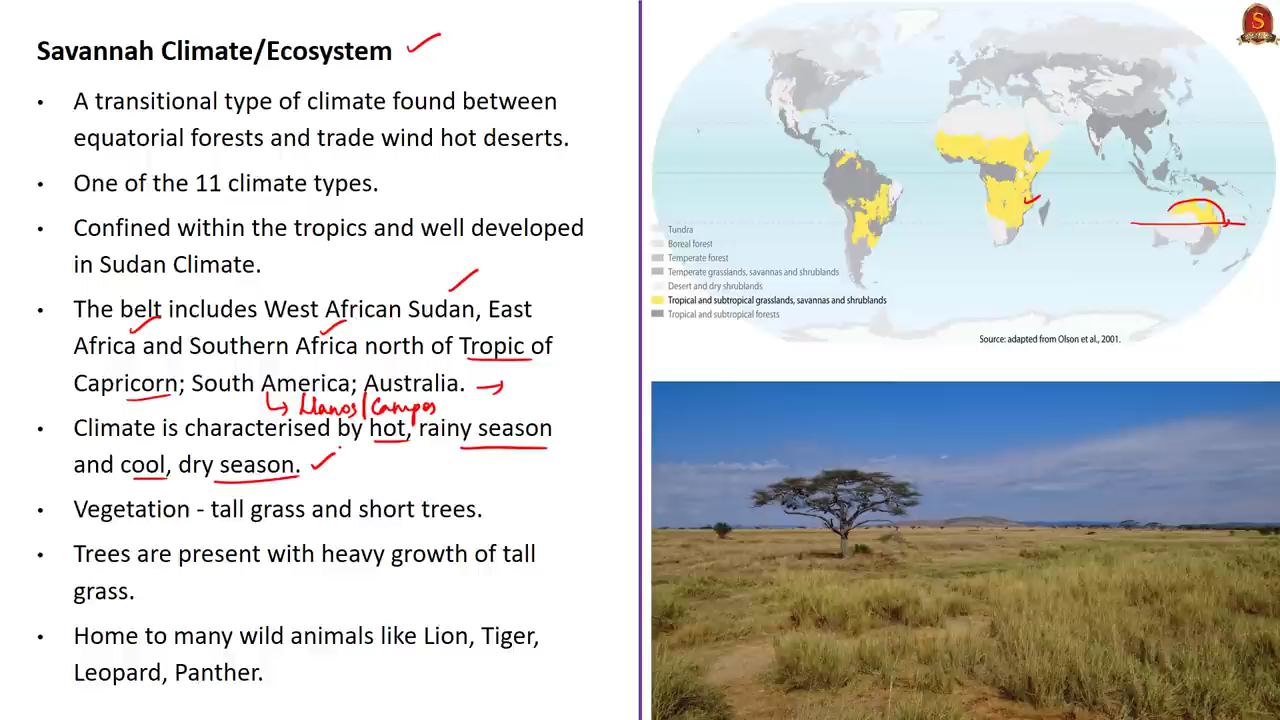 Savannah Climate/Ecosystem
• A transitional type of climate found between
equatorial forests and trade wind hot deserts.
• One of the 11 climate types.
• Confined within the tropics and well developed
in Sudan Climate.
• The belt includes West African Sudan, East
Africa and Southern Africa north of Tropic of
Capricorn; South America; Australia.
Llanos/Campos
• Climate is characterised by hot, rainy season
and cool, dry season.
• Vegetation - tall grass and short trees.
• Trees are present with heavy growth of tall
grass.
• Home to many wild animals like Lion, Tiger,
Leopard, Panther.
S
Tundra
Boreal forest
Temperate forest
Temperate grasslands, savannas and shrublands
Desert and dry shrublands
Tropical and subtropical grasslands, savannas and shrublands
Tropical and subtropical forests
Source: adapted from Olson et al., 2001.